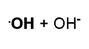 ·OH + OH⁻